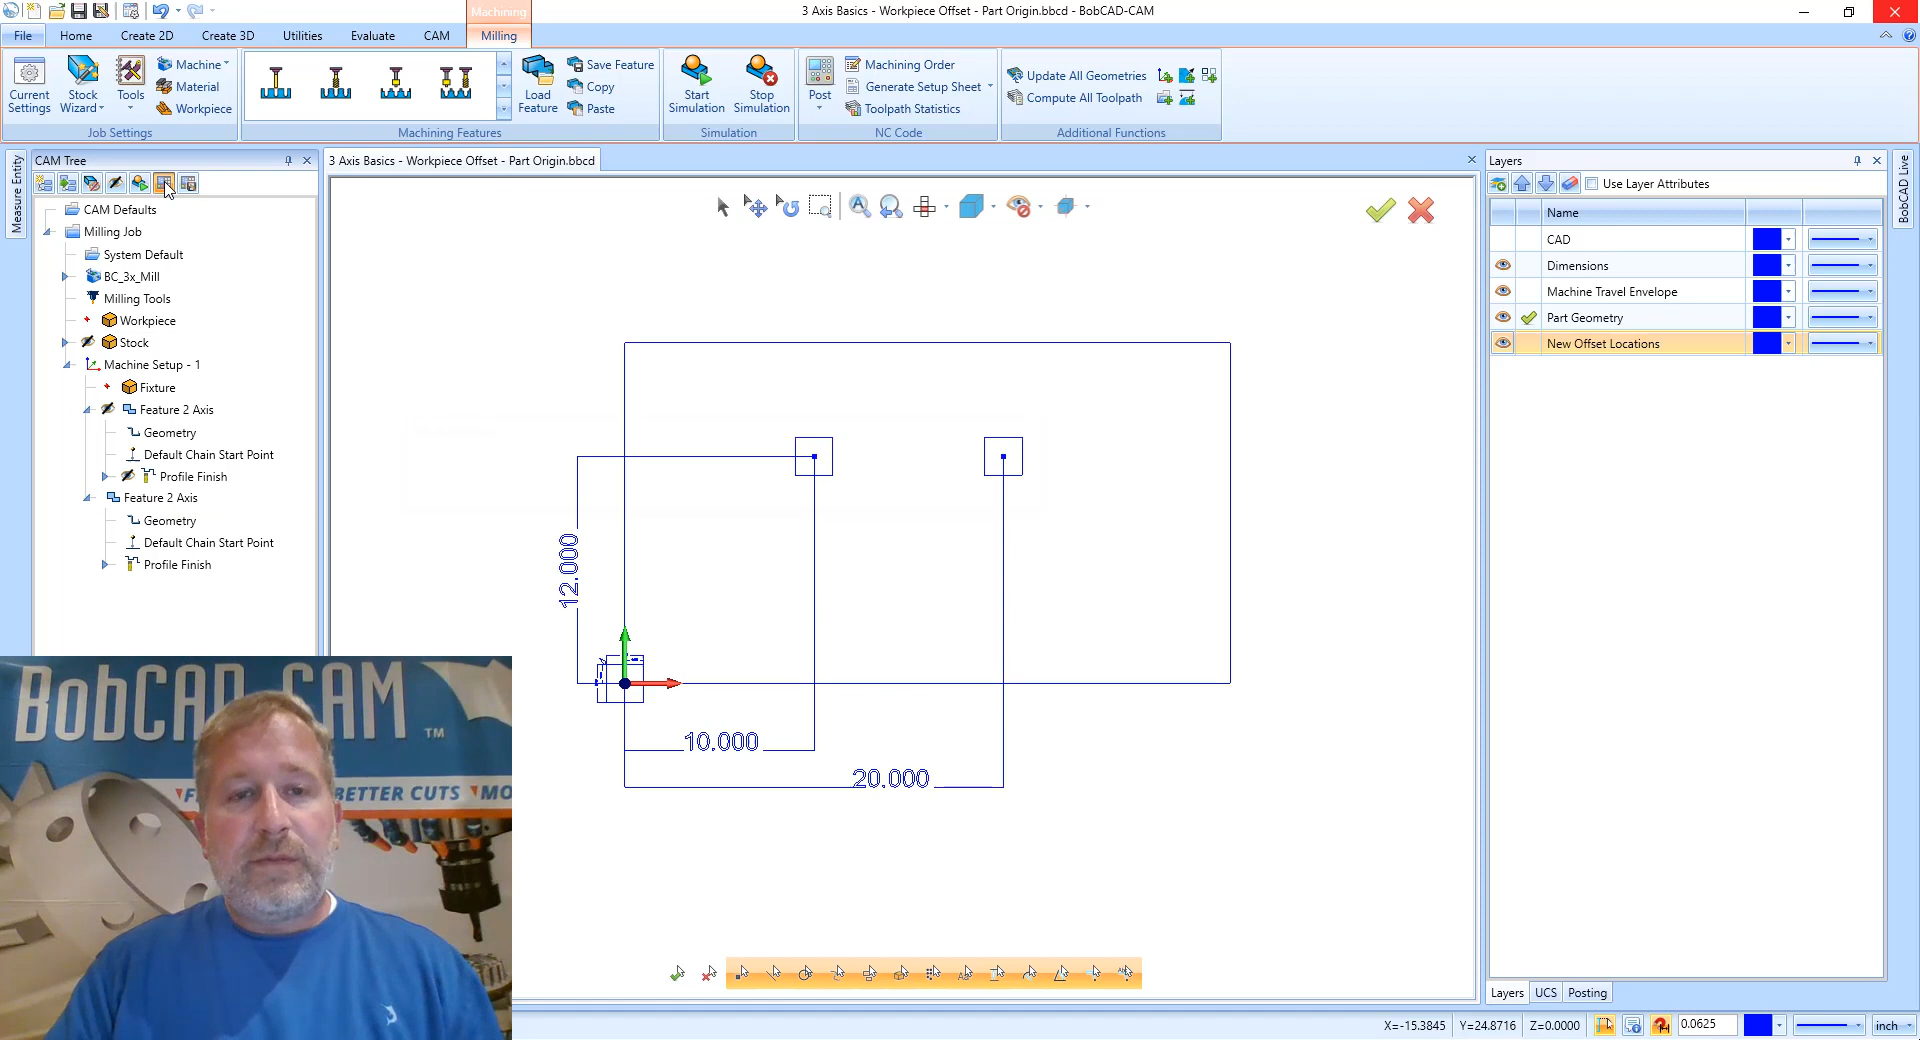 Machining
3 Axis Basics - Workpiece Offset - Part Origin.bbcd - BobCAD-CAM
File Home Create 2D Create 3D Utilities Evaluate CAM Milling
Current Settings
Stock Wizard
Tools
Machine
Material
Workpiece
Job Settings
Load Feature
Save Feature
Copy
Paste
Machining Features
Start Simulation
Stop Simulation
Simulation
Post
Machining Order
Generate Setup Sheet
Toolpath Statistics
NC Code
Update All Geometries
Compute All Toolpath
Additional Functions
Measure Entity
CAM Tree
CAM Defaults
Milling Job
System Default
BC_3x_Mill
Milling Tools
Workpiece
Stock
Machine Setup - 1
Fixture
Feature 2 Axis
Geometry
Default Chain Start Point
Profile Finish
Feature 2 Axis
Geometry
Default Chain Start Point
Profile Finish
3 Axis Basics - Workpiece Offset - Part Origin.bbcd
12.000
10.000
20.000
Layers
Use Layer Attributes
Name
CAD
Dimensions
Machine Travel Envelope
Part Geometry
New Offset Locations
BobCAD Live
Layers UCS Posting
BobCAD CAM TM
BETTER CUTS
X=-15.3845 Y=24.8716 Z=0.0000 0.0625 inch